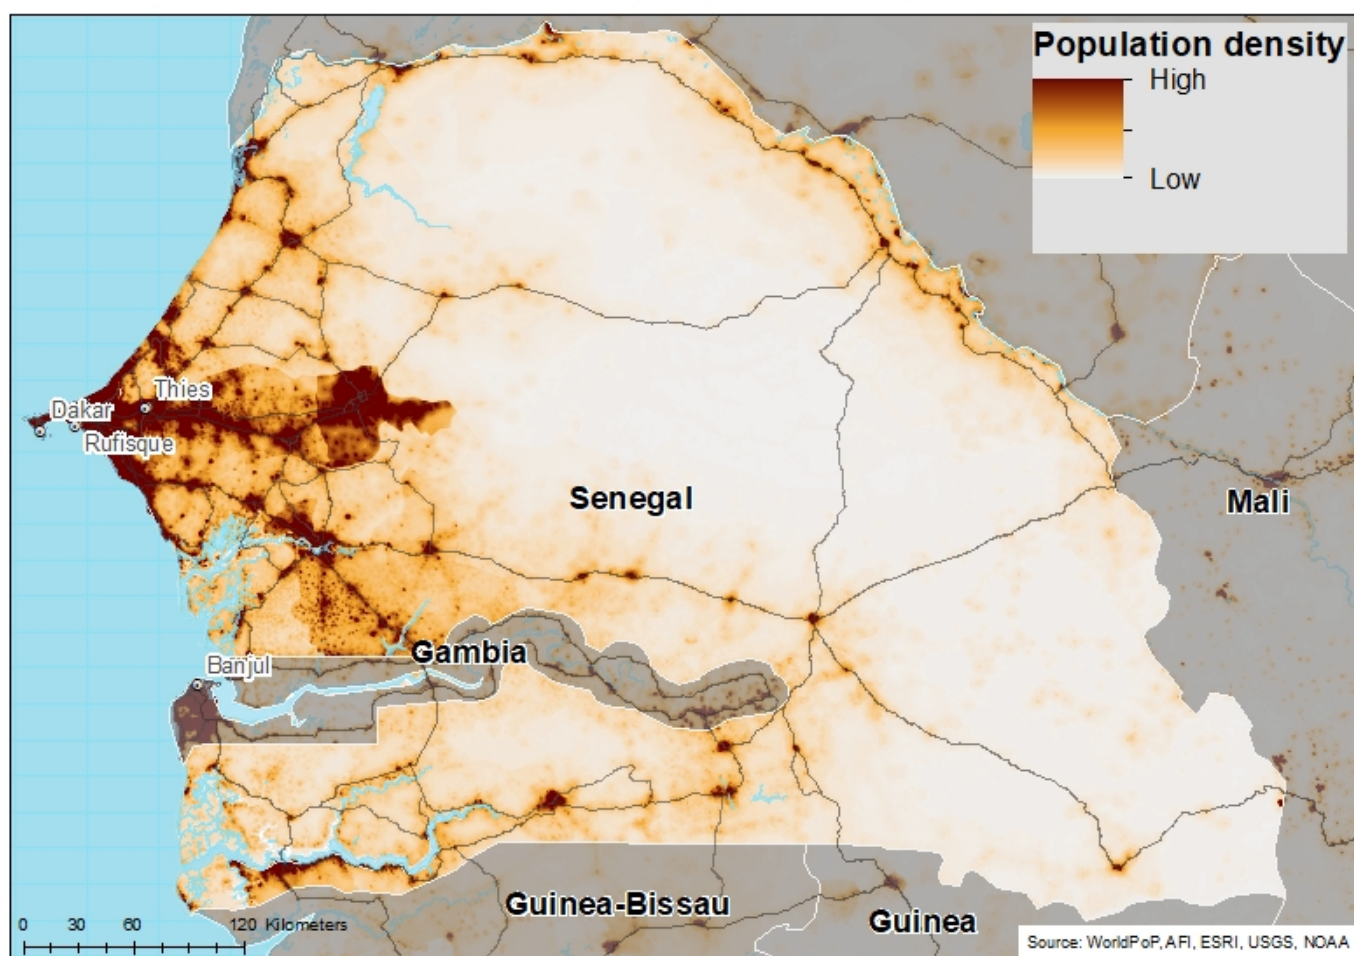 Population density
High
Low
Thies
Dakar
Rufisque
Senegal
Mali
Gambia
Banjul
Guinea-Bissau
Guinea
0 30 60 120 Kilometers
Source: WorldPoP,AFI, ESRI, USGS, NOAA